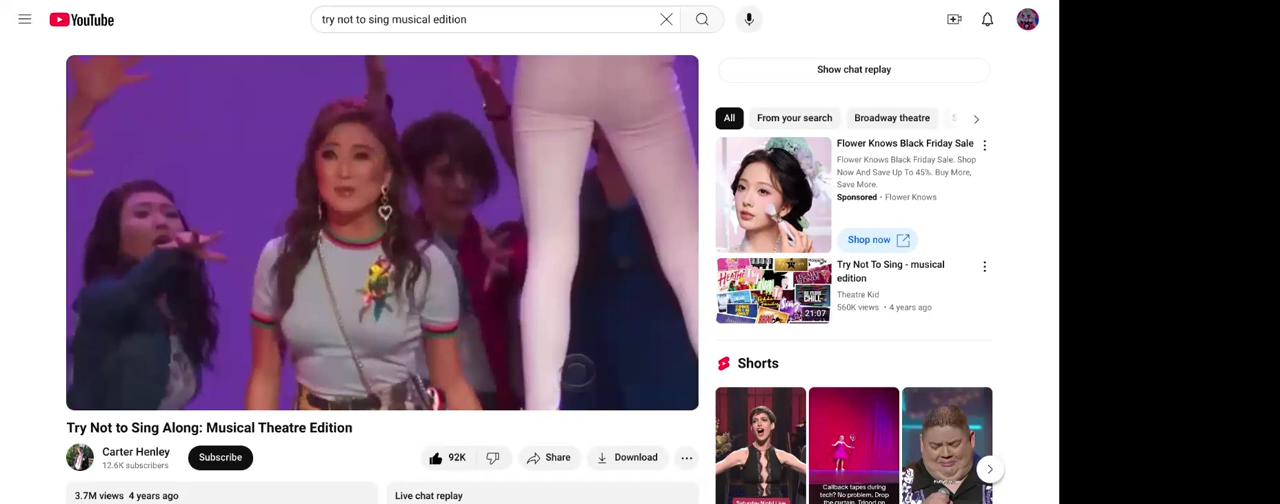 YouTube
try not to sing musical edition
Show chat replay
All
From your search
Broadway theatre
Flower Knows Black Friday Sale
Flower Knows Black Friday Sale. Shop
Now And Save Up To 45%. Buy More,
Save More.
Sponsored • Flower Knows
Shop now
Try Not To Sing - musical
edition
Theatre Kid
560K views • 4 years ago
21:07
Shorts
Try Not to Sing Along: Musical Theatre Edition
Carter Henley
12.6K subscribers
Subscribe
92K
Share
Download
3.7M views 4 years ago
Live chat replay
Callback tapes during
tech? No problem. Drop